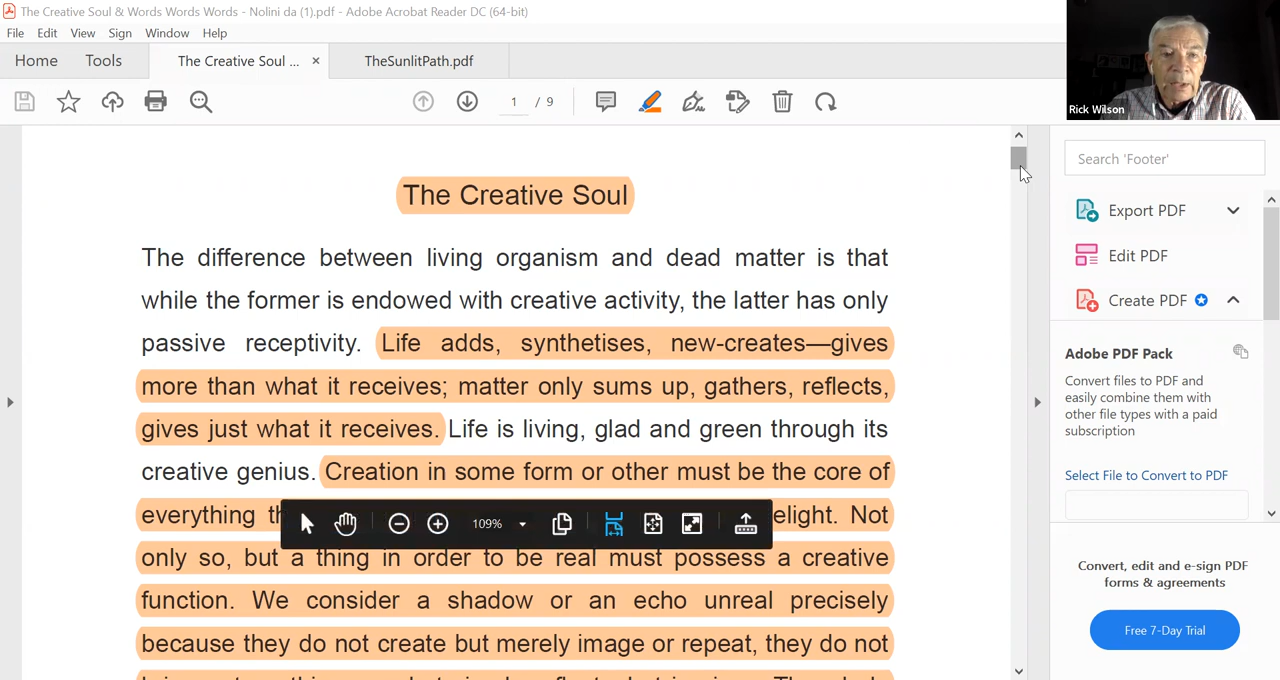 The Creative Soul & Words Words Words - Nolini da (1).pdf - Adobe Acrobat Reader DC (64-bit)
File Edit View Sign Window Help
Home Tools The Creative Soul ... × TheSunlitPath.pdf
1 / 9
Rick Wilson
The Creative Soul
The difference between living organism and dead matter is that
while the former is endowed with creative activity, the latter has only
passive receptivity. Life adds, synthetises, new-creates—gives
more than what it receives; matter only sums up, gathers, reflects,
gives just what it receives. Life is living, glad and green through its
creative genius. Creation in some form or other must be the core of
everything
elight. Not
109%
only so, but a thing in order to be real must possess a creative
function. We consider a shadow or an echo unreal precisely
because they do not create but merely image or repeat, they do not
Search 'Footer'
Export PDF
Edit PDF
Create PDF
Adobe PDF Pack
Convert files to PDF and
easily combine them with
other file types with a paid
subscription
Select File to Convert to PDF
Convert, edit and e-sign PDF
forms & agreements
Free 7-Day Trial